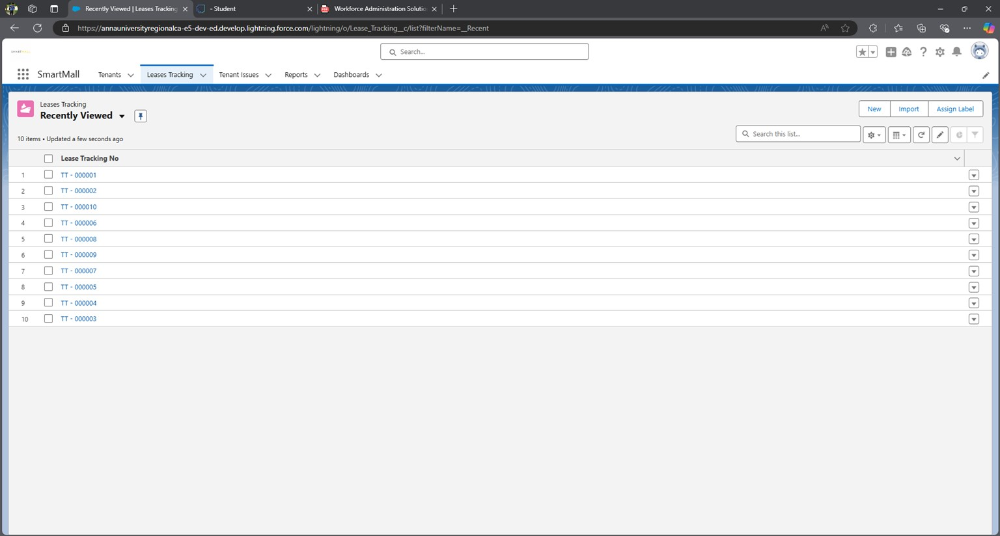 Recently Viewed | Leases Tracking
- Student
Workforce Administration Solutio
https://annauniversityregionalca-e5-dev-ed.develop.lightning.force.com/lightning/o/Lease_Tracking__c/list?filterName=__Recent
SMARTMALL
Search...
SmartMall
Tenants
Leases Tracking
Tenant Issues
Reports
Dashboards
Leases Tracking
Recently Viewed
New
Import
Assign Label
10 items • Updated a few seconds ago
Search this list...
Lease Tracking No
1 TT - 000001
2 TT - 000002
3 TT - 000010
4 TT - 000006
5 TT - 000008
6 TT - 000009
7 TT - 000007
8 TT - 000005
9 TT - 000004
10 TT - 000003